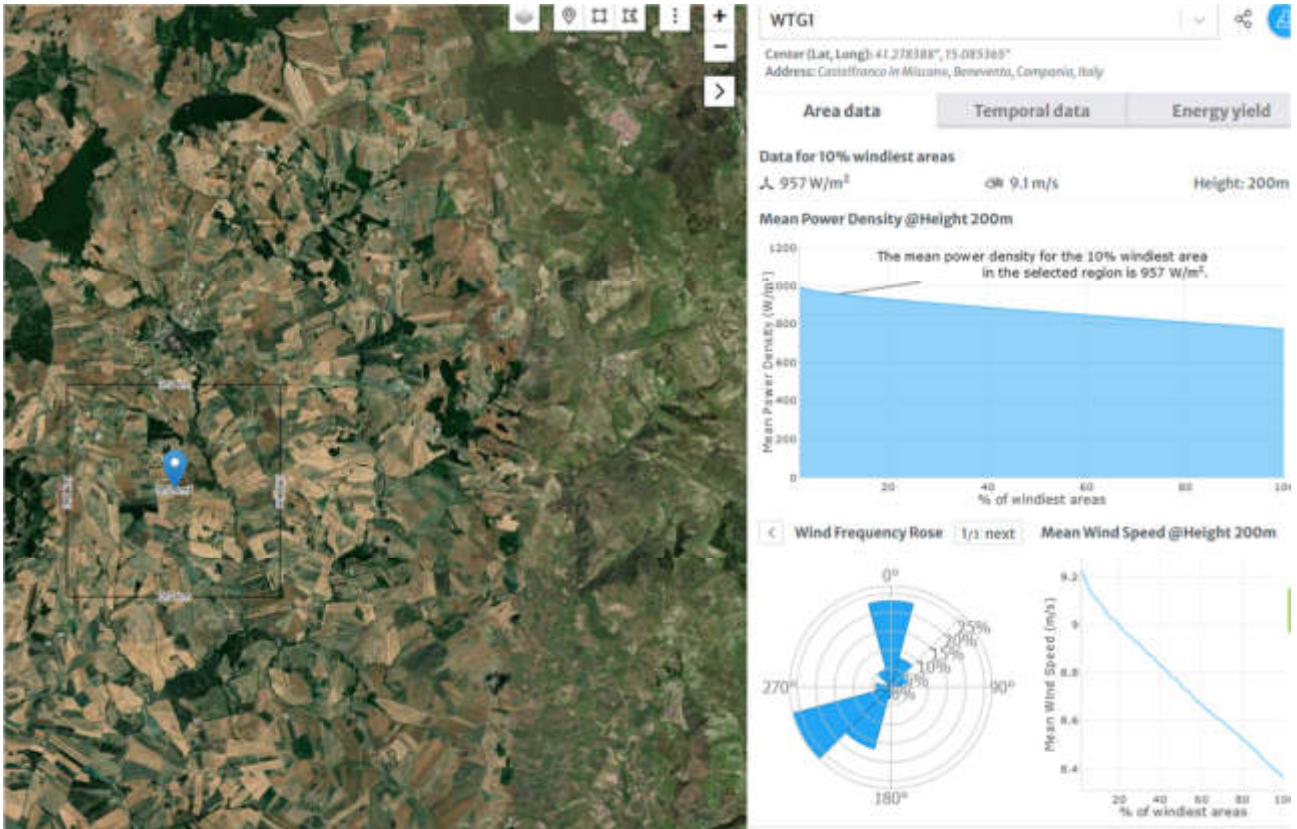 WTG1
Center (Lat, Long): 41.278388°, 15.085365°
Address: Castelfranco in Miscano, Benevento, Campania, Italy
Area data
Temporal data
Energy yield
Data for 10% windiest areas
957 W/m²
9.1 m/s
Height: 200m
Mean Power Density @Height 200m
The mean power density for the 10% windiest area
in the selected region is 957 W/m².
Mean Power Density (W/m²)
1200
1000
800
600
400
200
0
20
40
60
80
% of windiest areas
Wind Frequency Rose
1/3 next
0°
25%
20%
15%
10%
0%
90°
180°
270°
Mean Wind Speed @Height 200m
Mean Wind Speed (m/s)
9.2
9
8.8
8.6
8.4
20
40
60
80
% of windiest areas